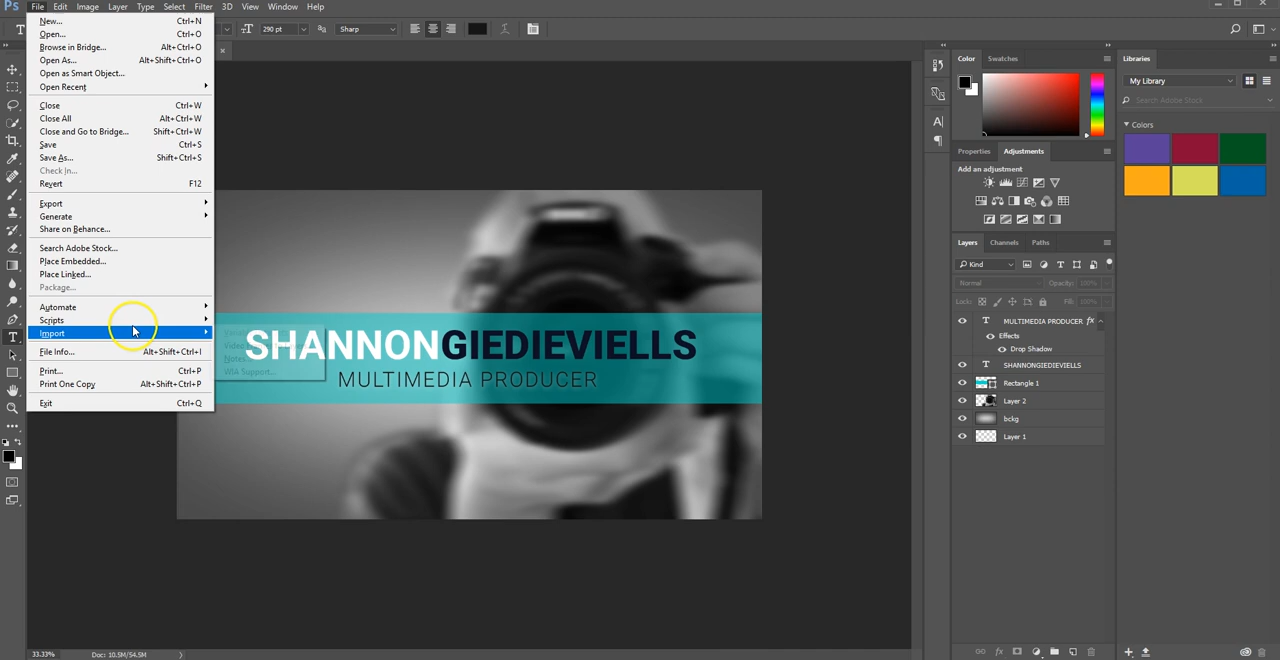 Ps File Edit Image Layer Type Select Filter 3D View Window Help
T 290 pt aa Sharp
New... Ctrl+N
Open... Ctrl+O
Browse in Bridge... Alt+Ctrl+O
Open As... Alt+Shift+Ctrl+O
Open as Smart Object...
Open Recent
Close Ctrl+W
Close All Alt+Ctrl+W
Close and Go to Bridge... Shift+Ctrl+W
Save Ctrl+S
Save As... Shift+Ctrl+S
Check In...
Revert F12
Export
Generate
Share on Behance...
Search Adobe Stock...
Place Embedded...
Place Linked...
Package...
Automate
Scripts
Import
File Info... Alt+Shift+Ctrl+I
Print... Ctrl+P
Print One Copy Alt+Shift+Ctrl+P
Exit Ctrl+Q
Notes...
WIA Support...
SHANNONGIEDIEVIELLS
MULTIMEDIA PRODUCER
33.33% Doc: 10.5M/54.5M
Color Swatches
Properties Adjustments
Add an adjustment
Layers Channels Paths
Kind
Normal Opacity: 100%
Lock: Fill: 100%
MULTIMEDIA PRODUCER fx
Effects
Drop Shadow
SHANNONGIEDIEVIELLS
Rectangle 1
Layer 2
bckg
Layer 1
Libraries
My Library
Search Adobe Stock
Colors